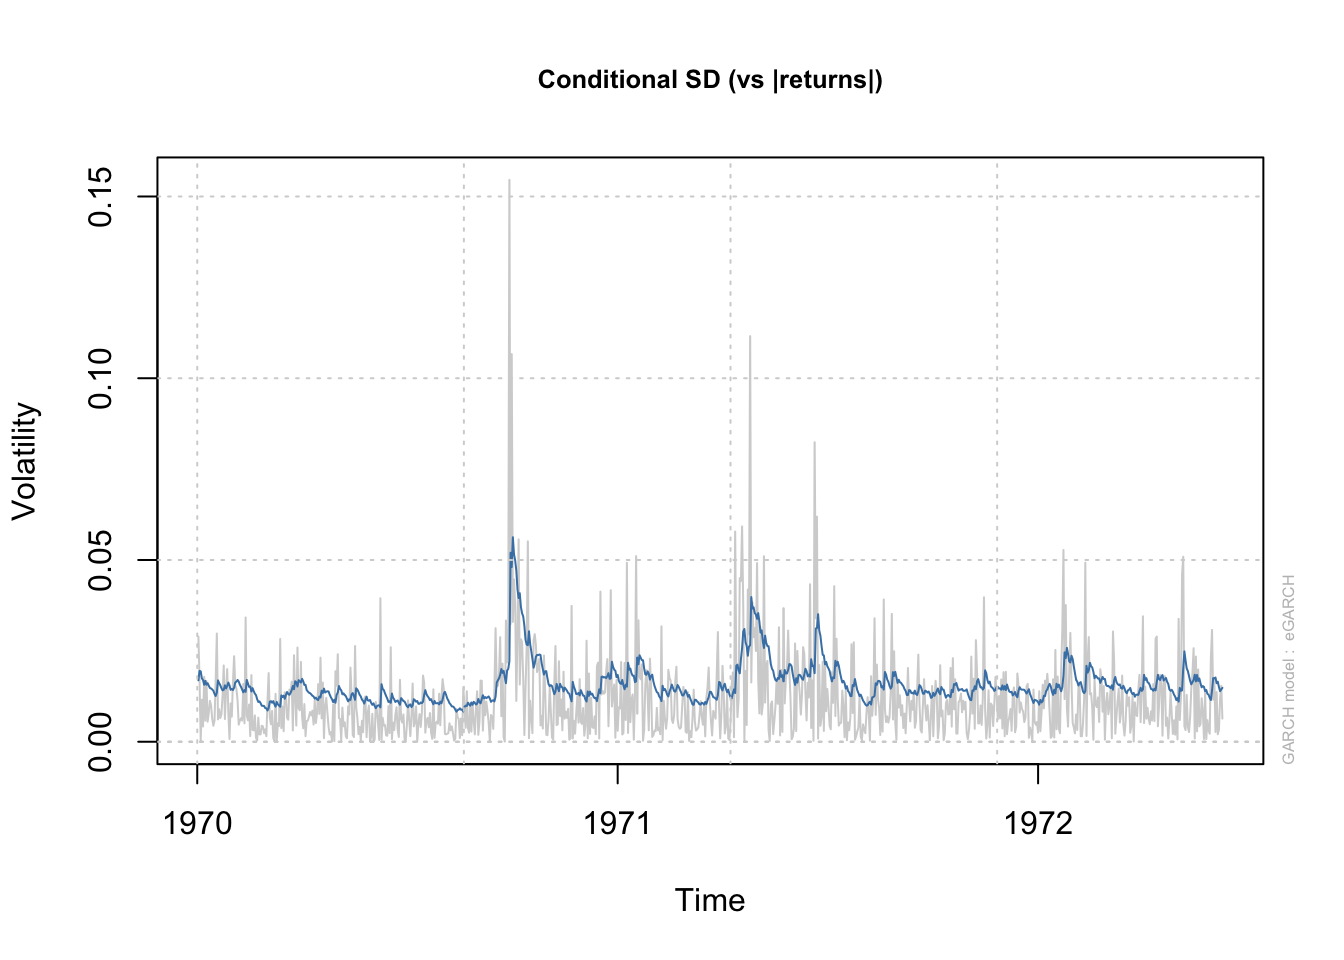 Conditional SD (vs |returns|)
0.15
0.10
0.05
0.00
Volatility
1970
1971
1972
Time
GARCH model : eGARCH